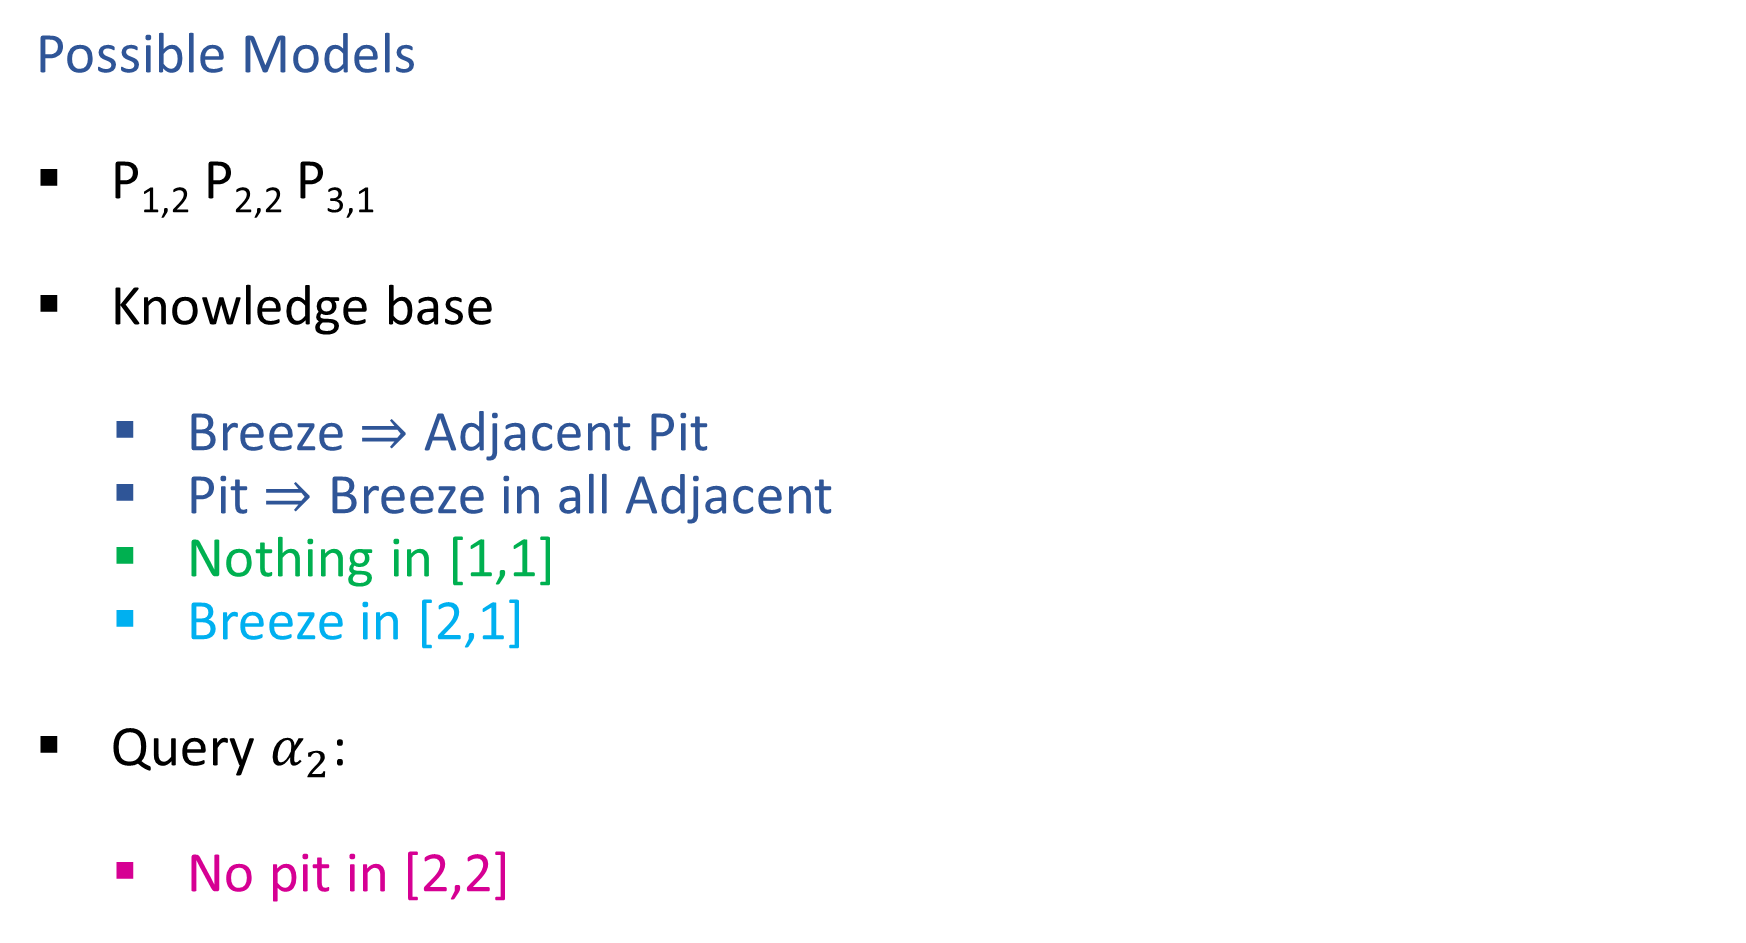 Possible Models
▪ P1,2 P2,2 P3,1
▪ Knowledge base
▪ Breeze ⇒ Adjacent Pit
▪ Pit ⇒ Breeze in all Adjacent
▪ Nothing in [1,1]
▪ Breeze in [2,1]
▪ Query α2:
▪ No pit in [2,2]